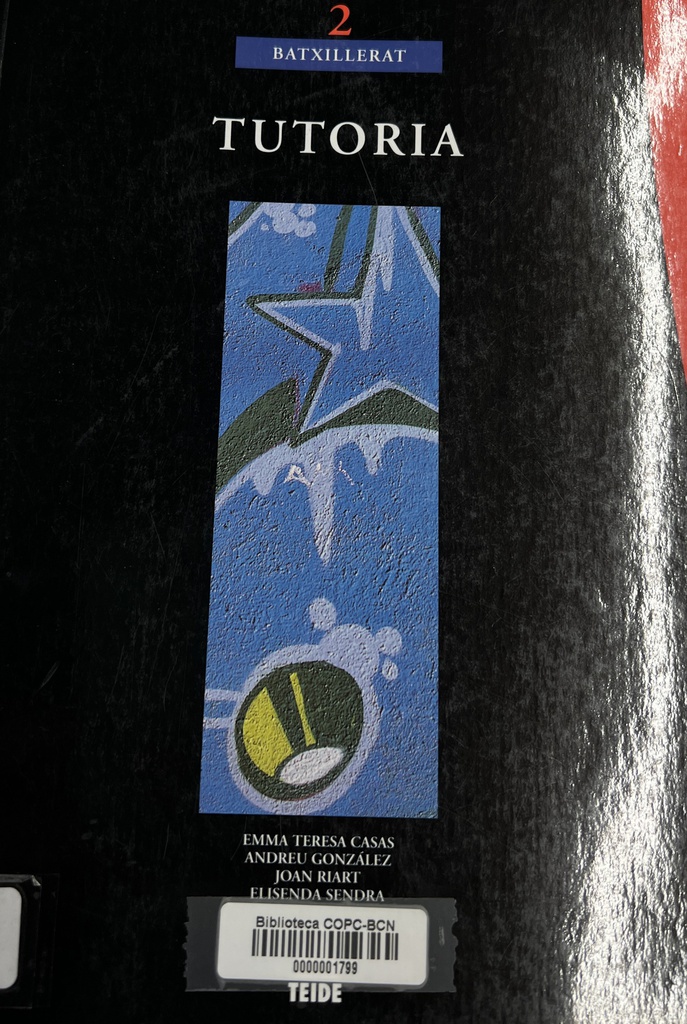 2
BATXILLERAT
TUTORIA
EMMA TERESA CASAS
ANDREU GONZÁLEZ
JOAN RIART
ELISENDA SENDRA
Biblioteca COPC-BCN
0000001799
TEIDE